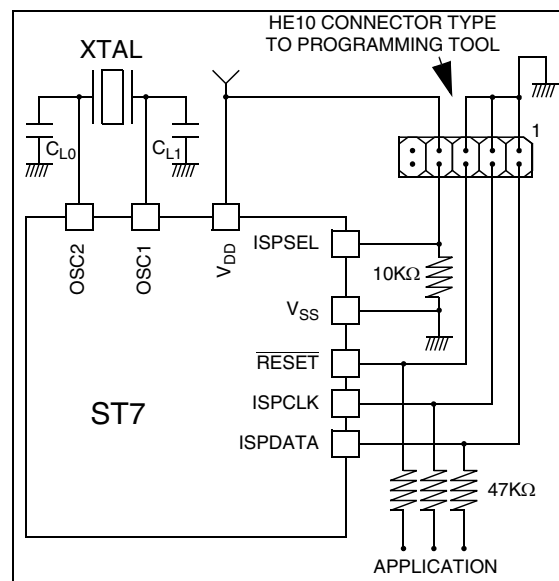 HE10 CONNECTOR TYPE
TO PROGRAMMING TOOL
XTAL
1
CL0
CL1
OSC2
OSC1
VDD
ISPSEL
10KΩ
VSS
RESET
ISPCLK
ST7
ISPDATA
47KΩ
APPLICATION